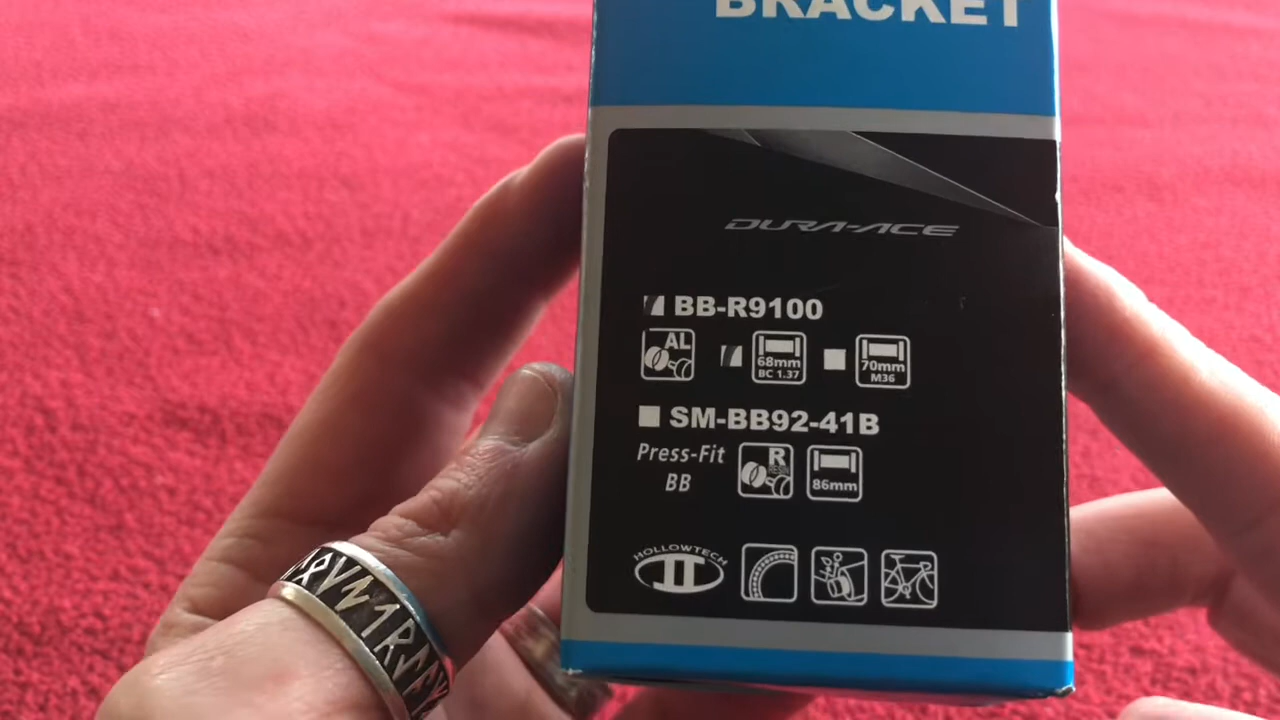 BRACKET
DURA-ACE
BB-R9100
AL
68mm
BC 1.37
70mm
M36
SM-BB92-41B
Press-Fit
BB
R
RESIN
86mm
HOLLOWTECH
II